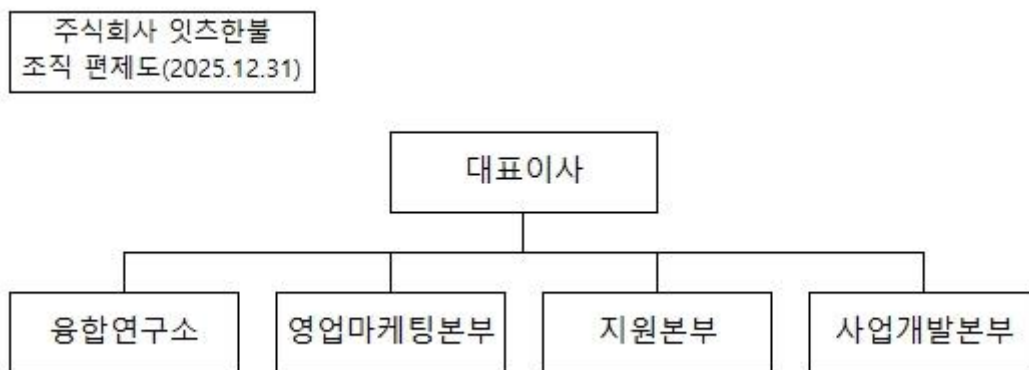 주식회사 잇츠한불
조직 편제도(2025.12.31)
대표이사
융합연구소
영업마케팅본부
지원본부
사업개발본부